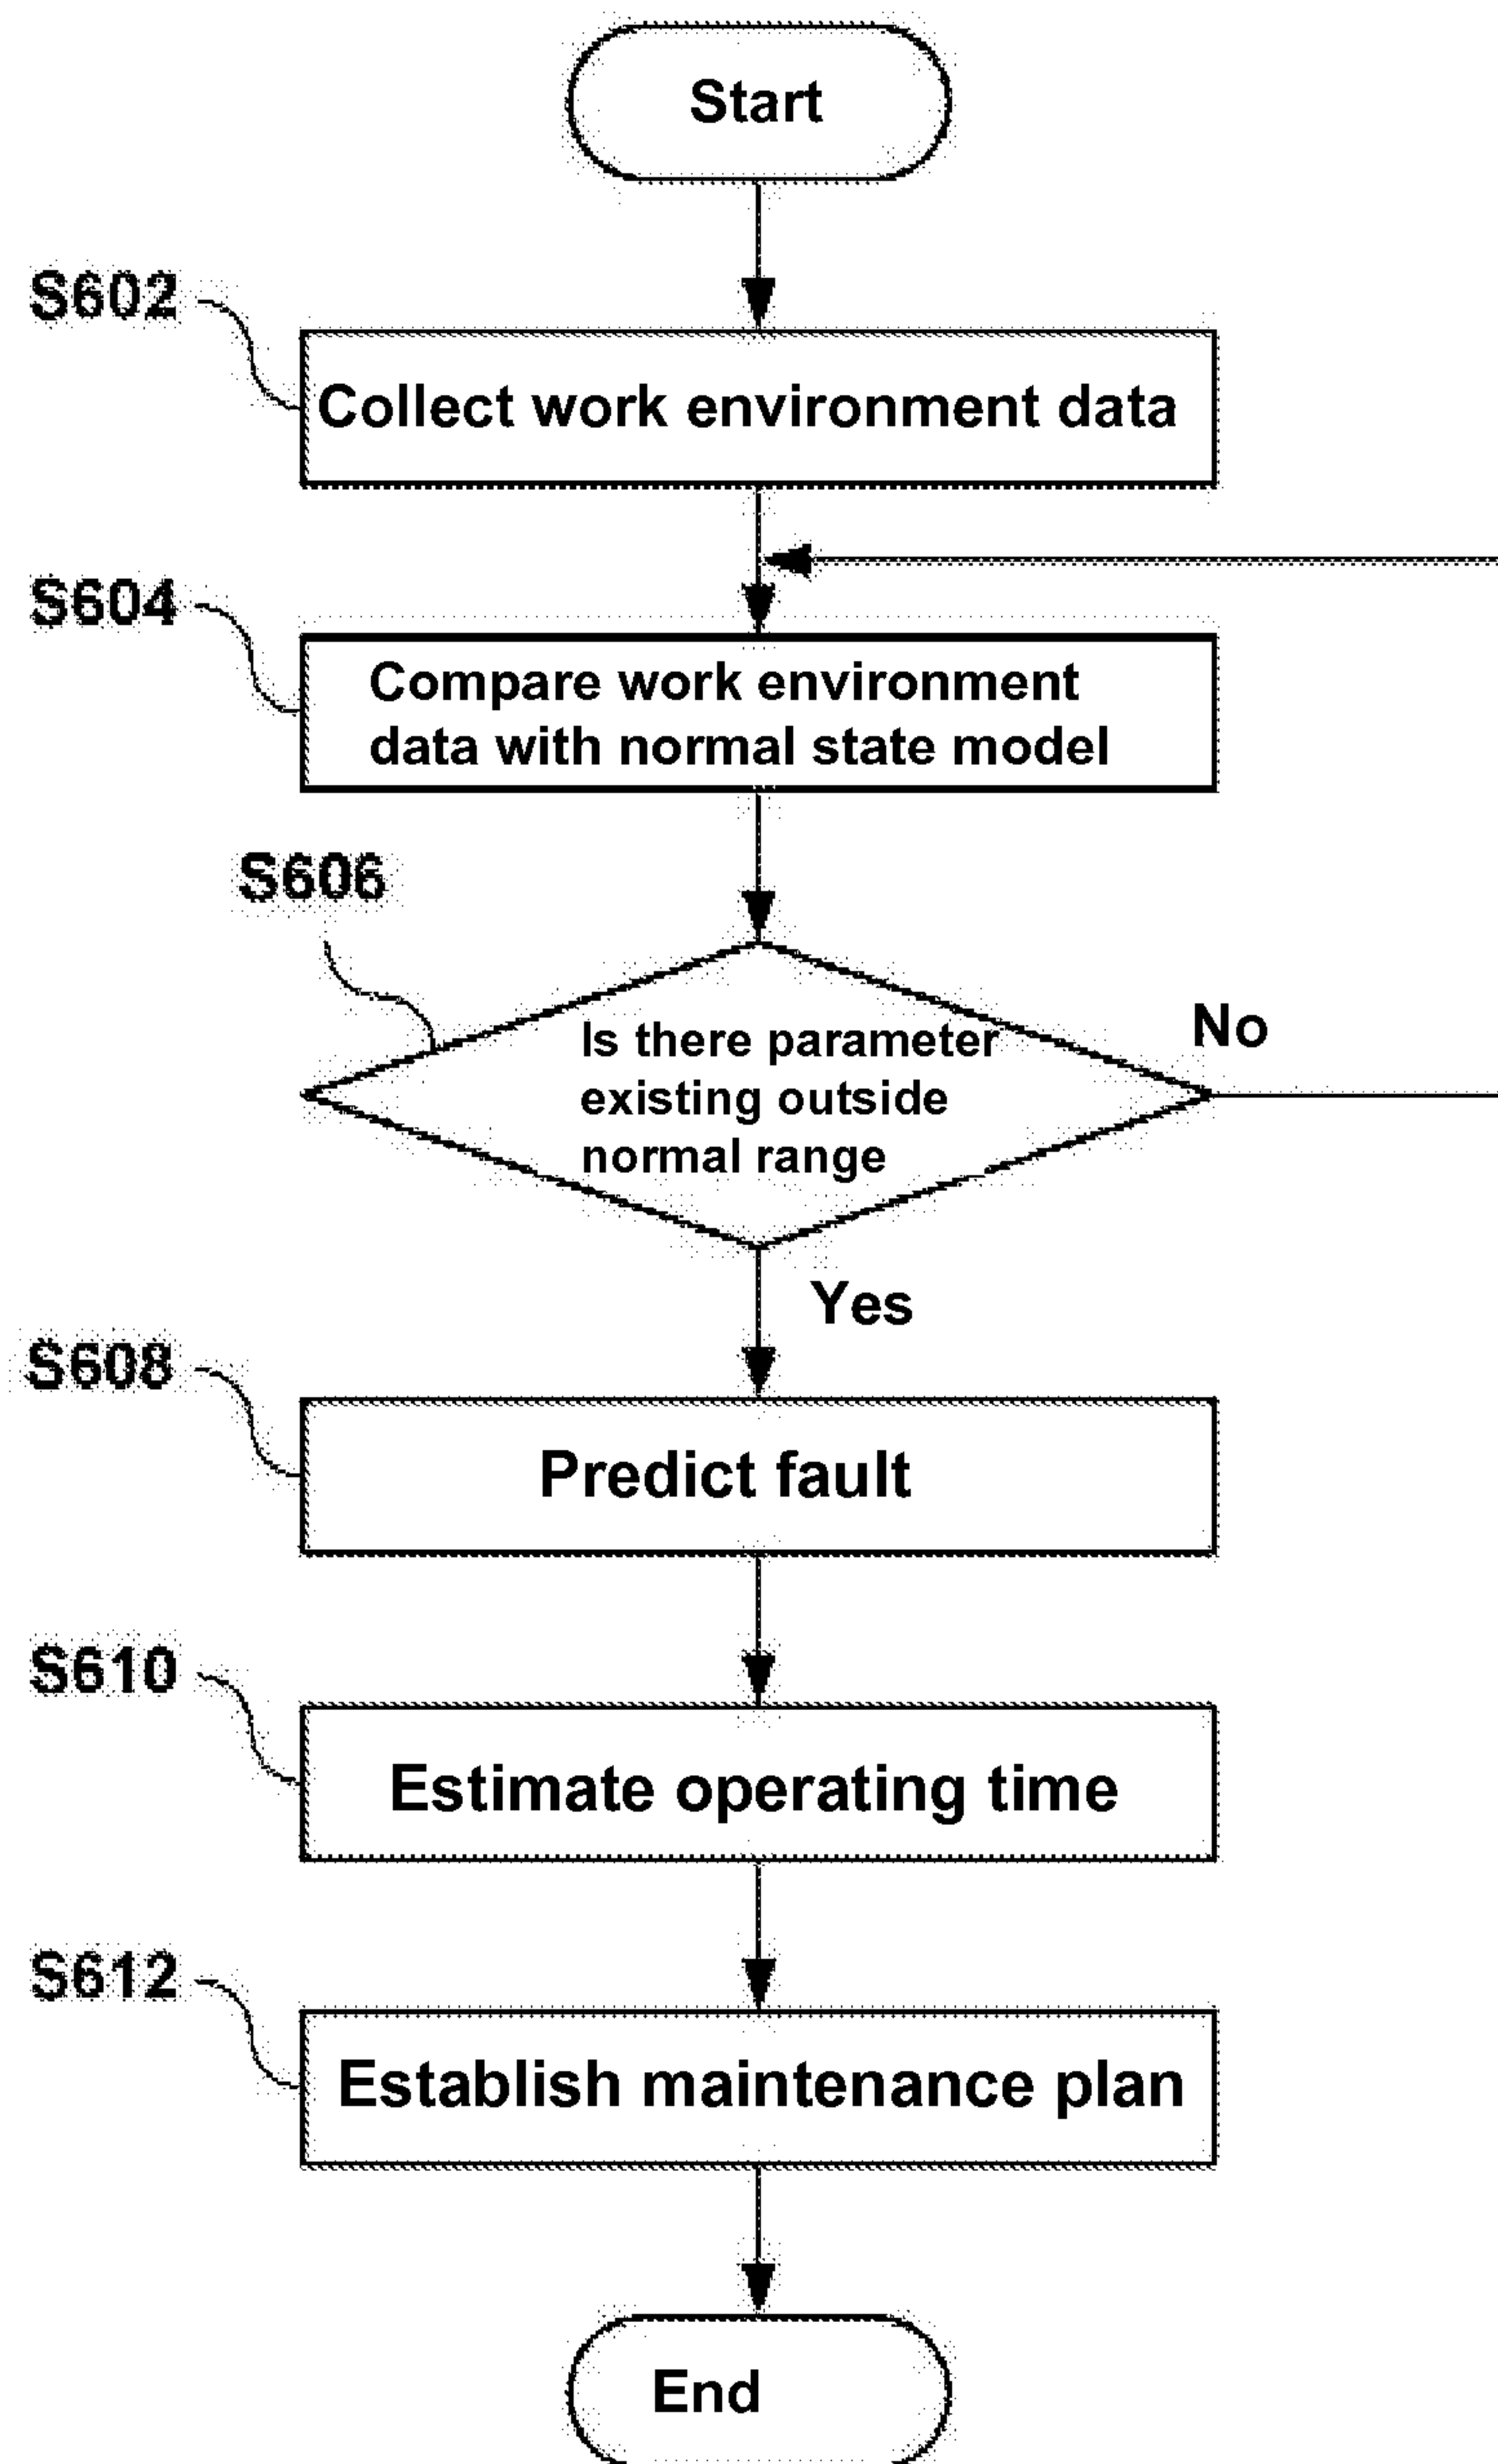 Start
S602
Collect work environment data
S604
Compare work environment
data with normal state model
S606
Is there parameter
existing outside
normal range
No
Yes
S608
Predict fault
S610
Estimate operating time
S612
Establish maintenance plan
End